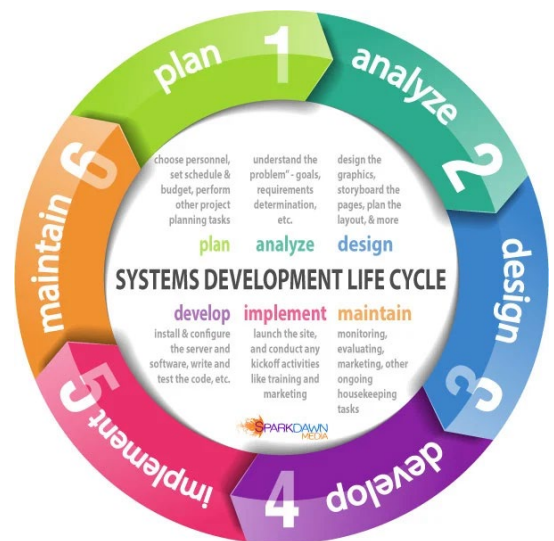 plan 1
analyze 2
design 3
develop 4
implement 5
maintain 6
choose personnel,
set schedule &
budget, perform
other project
planning tasks
plan
understand the
problem" - goals,
requirements
determination,
etc.
analyze
design the
graphics,
storyboard the
pages, plan the
layout, & more
design
SYSTEMS DEVELOPMENT LIFE CYCLE
develop
install & configure
the server and
software, write and
test the code, etc.
implement
launch the site,
and conduct any
kickoff activities
like training and
marketing
maintain
monitoring,
evaluating,
marketing, other
ongoing
housekeeping
tasks
SPARKDAWN
MEDIA